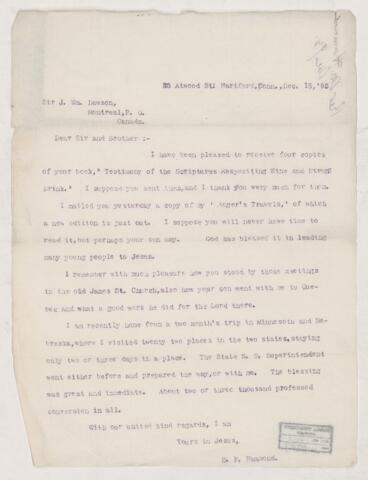 25 Atwood St. Hartford, Conn., Dec. 15, '98
Sir J. Wm. Dawson,
Montreal, P. Q.
Canada.
Dear Sir and Brother :-
I have been pleased to receive four copies
of your book, " Testimony of the Scriptures Respecting Wine and Strong
Drink." I suppose you sent them, and I thank you very much for them.
I mailed you yesterday a copy of my ' Roger's Travels,' of which
a new edition is just out. I suppose you will never have time to
read it, but perhaps your son may. God has blessed it in leading
many young people to Jesus.
I remember with much pleasure how you stood by those meetings
in the old James St. Church, also how your son went with me to Que-
bec and what a good work he did for the Lord there.
I am recently home from a two month's trip in Minnesota and Ne-
braska, where I visited twenty two places in the two states, staying
only two or three days in a place. The State S. S. Superintendent
went either before and prepared the way, or with me. The blessing
was great and immediate. About two or three thousand professed
conversion in all.
With our united kind regards, I am
Yours in Jesus,
E. P. Hammond.